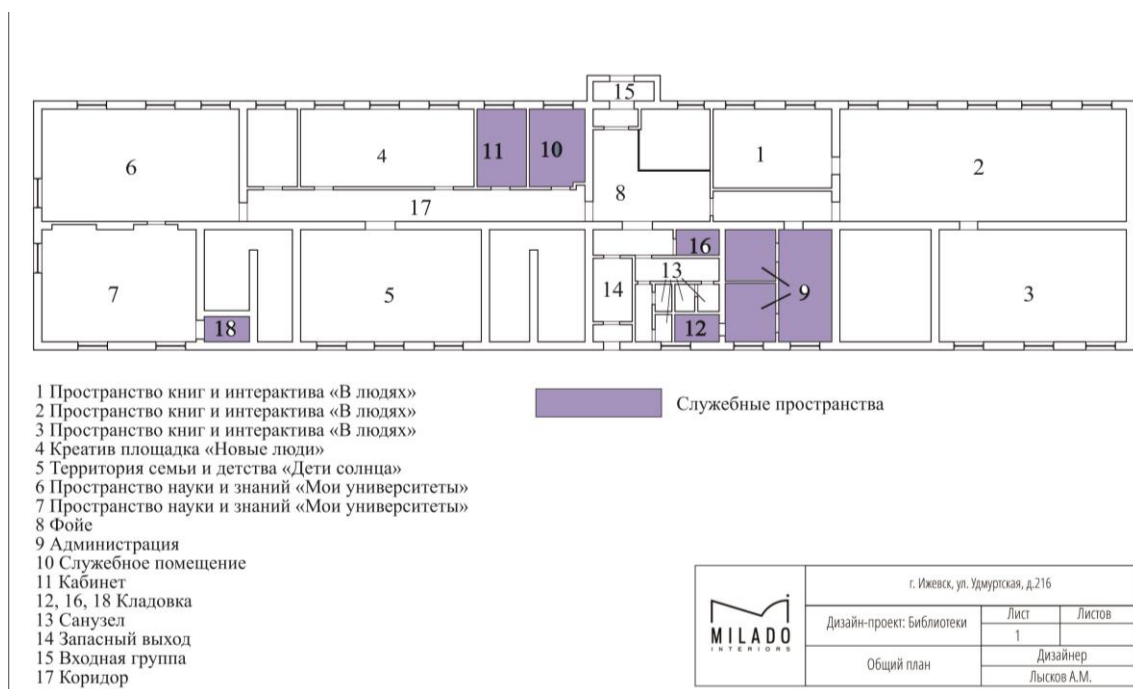 15
6
4
11
10
1
2
8
17
16
13
7
18
5
14
12
9
3
1 Пространство книг и интерактива «В людях»
2 Пространство книг и интерактива «В людях»
3 Пространство книг и интерактива «В людях»
4 Креатив площадка «Новые люди»
5 Территория семьи и детства «Дети солнца»
6 Пространство науки и знаний «Мои университеты»
7 Пространство науки и знаний «Мои университеты»
8 Фойе
9 Администрация
10 Служебное помещение
11 Кабинет
12, 16, 18 Кладовка
13 Санузел
14 Запасный выход
15 Входная группа
17 Коридор
Служебные пространства
MILADO
INTERIORS
г. Ижевск, ул. Удмуртская, д.216
Дизайн-проект: Библиотеки
Лист
Листов
1
Общий план
Дизайнер
Лысков А.М.